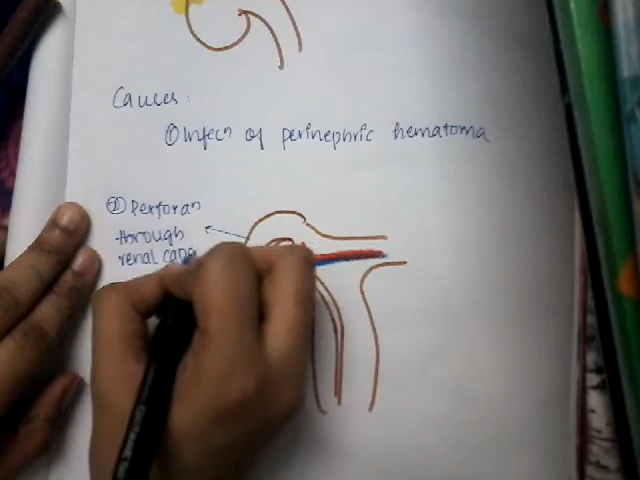 Causes:
① Infecn of perinephric hematoma
② Perforan
through
renal caps